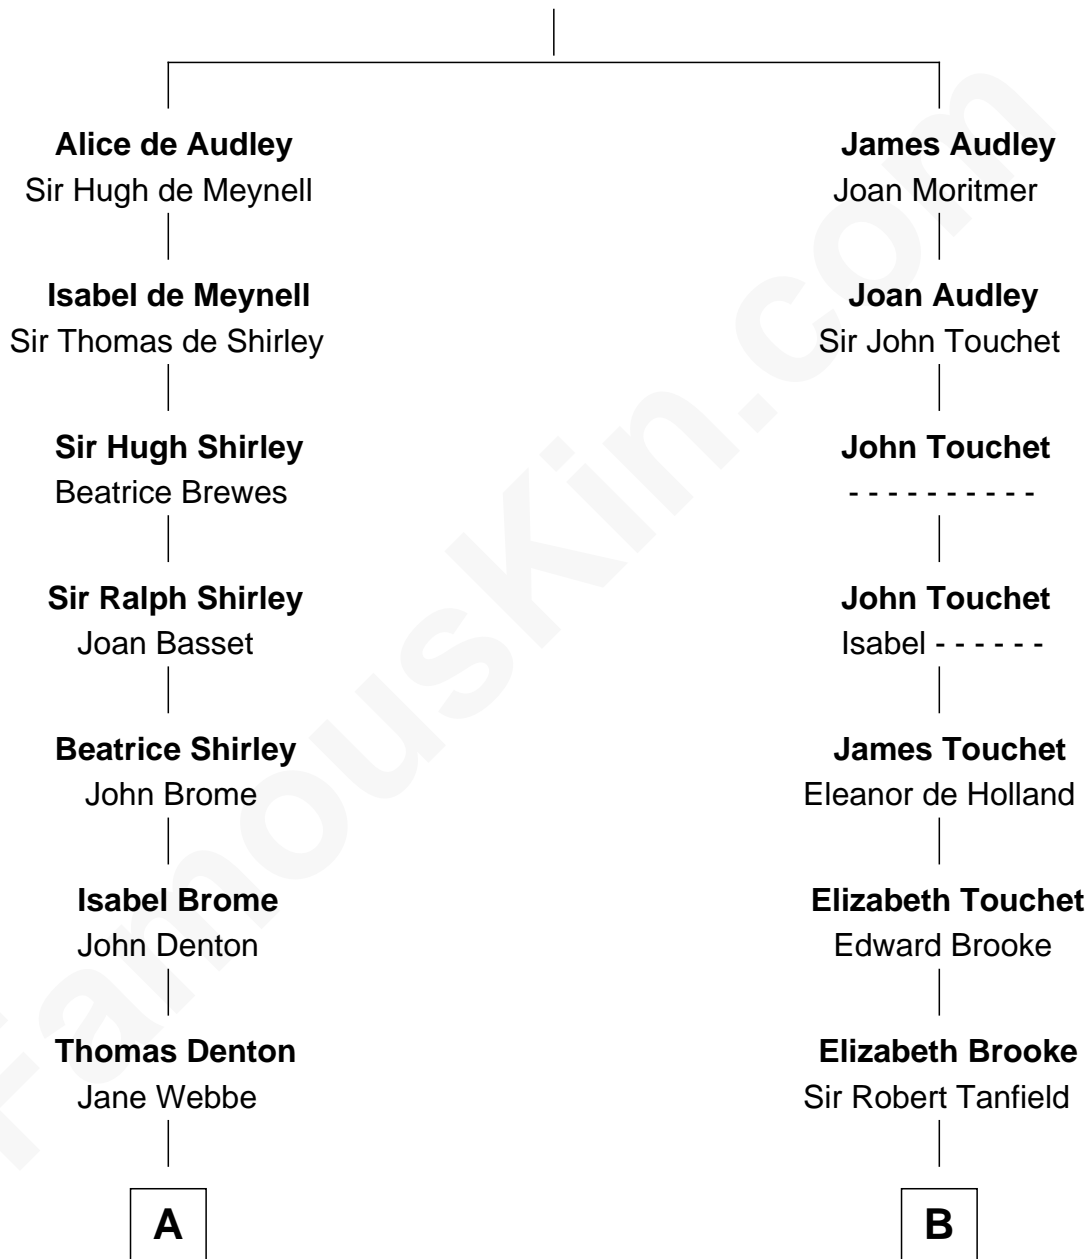 Alice de Audley
Sir Hugh de Meynell
James Audley
Joan Moritmer
Isabel de Meynell
Sir Thomas de Shirley
Joan Audley
Sir John Touchet
Sir Hugh Shirley
Beatrice Brewes
John Touchet
- - - - - - - - - -
Sir Ralph Shirley
Joan Basset
John Touchet
Isabel - - - - - -
Beatrice Shirley
John Brome
James Touchet
Eleanor de Holland
Isabel Brome
John Denton
Elizabeth Touchet
Edward Brooke
Thomas Denton
Jane Webbe
Elizabeth Brooke
Sir Robert Tanfield
A
B
FamousKin.com